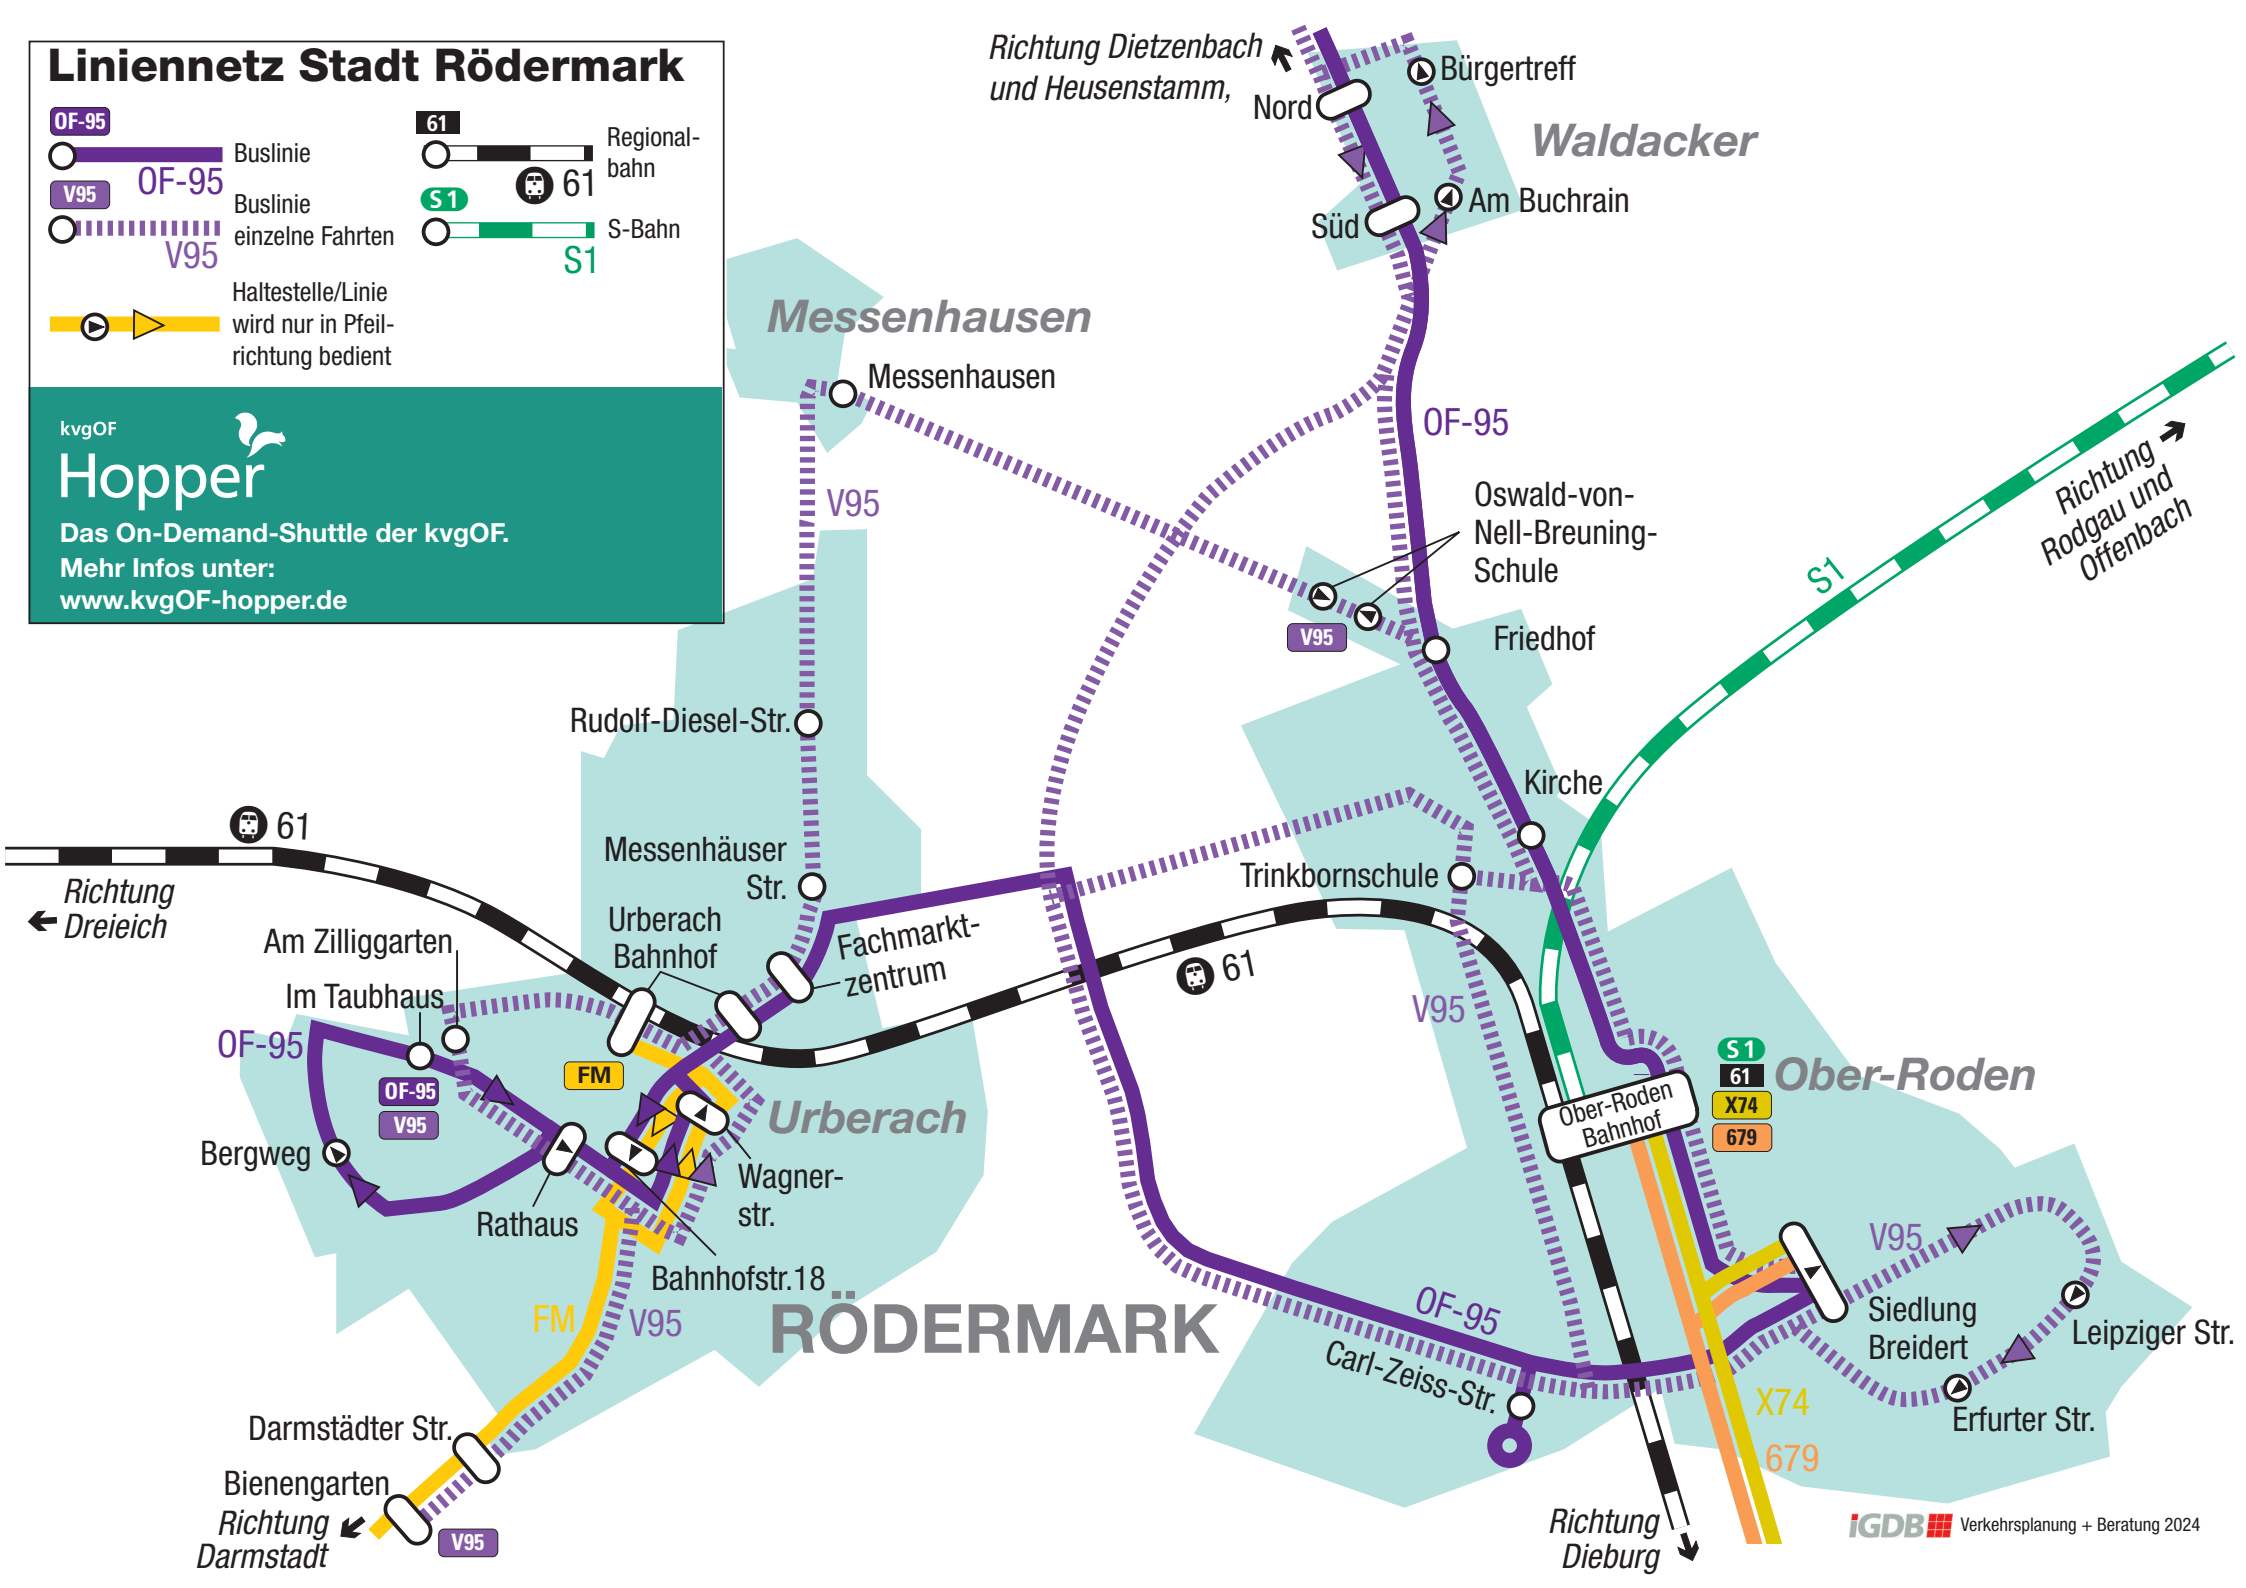 Liniennetz Stadt Rödermark
OF-95
Buslinie
OF-95
V95
Buslinie
einzelne Fahrten
V95
Haltestelle/Linie
wird nur in Pfeil-
richtung bedient
61
Regional-
bahn
61
S 1
S-Bahn
S1
kvgOF
Hopper
Das On-Demand-Shuttle der kvgOF.
Mehr Infos unter:
www.kvgOF-hopper.de
Richtung Dietzenbach
und Heusenstamm,
Nord
Bürgertreff
Waldacker
Süd
Am Buchrain
Messenhausen
Messenhausen
V95
OF-95
Oswald-von-
Nell-Breuning-
Schule
V95
Friedhof
S1
Richtung
Rodgau und
Offenbach
Rudolf-Diesel-Str.
Kirche
61
Richtung
Dreieich
Messenhäuser
Str.
Trinkbornschule
Urberach
Bahnhof
Fachmarkt-
zentrum
61
V95
Am Zilliggarten
Im Taubhaus
OF-95
OF-95
V95
FM
Urberach
Bergweg
Rathaus
Wagner-
str.
Bahnhofstr.18
RÖDERMARK
FM
V95
Darmstädter Str.
Bienengarten
Richtung
Darmstadt
V95
S 1
61
X74
679
Ober-Roden
Ober-Roden
Bahnhof
V95
Siedlung
Breidert
Leipziger Str.
Erfurter Str.
OF-95
Carl-Zeiss-Str.
X74
679
Richtung
Dieburg
iGDB Verkehrsplanung + Beratung 2024